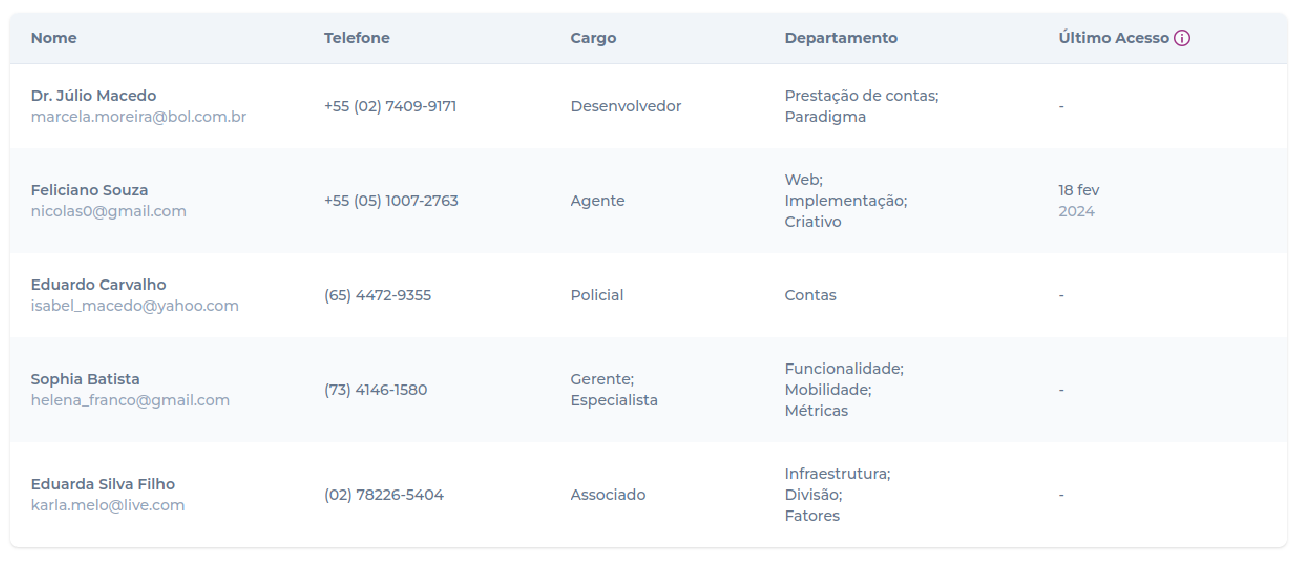 Nome Telefone Cargo Departamento Último Acesso
Dr. Júlio Macedo
marcela.moreira@bol.com.br
+55 (02) 7409-9171
Desenvolvedor
Prestação de contas;
Paradigma
-
Feliciano Souza
nicolas0@gmail.com
+55 (05) 1007-2763
Agente
Web;
Implementação;
Criativo
18 fev
2024
Eduardo Carvalho
isabel_macedo@yahoo.com
(65) 4472-9355
Policial
Contas
-
Sophia Batista
helena_franco@gmail.com
(73) 4146-1580
Gerente;
Especialista
Funcionalidade;
Mobilidade;
Métricas
-
Eduarda Silva Filho
karla.melo@live.com
(02) 78226-5404
Associado
Infraestrutura;
Divisão;
Fatores
-